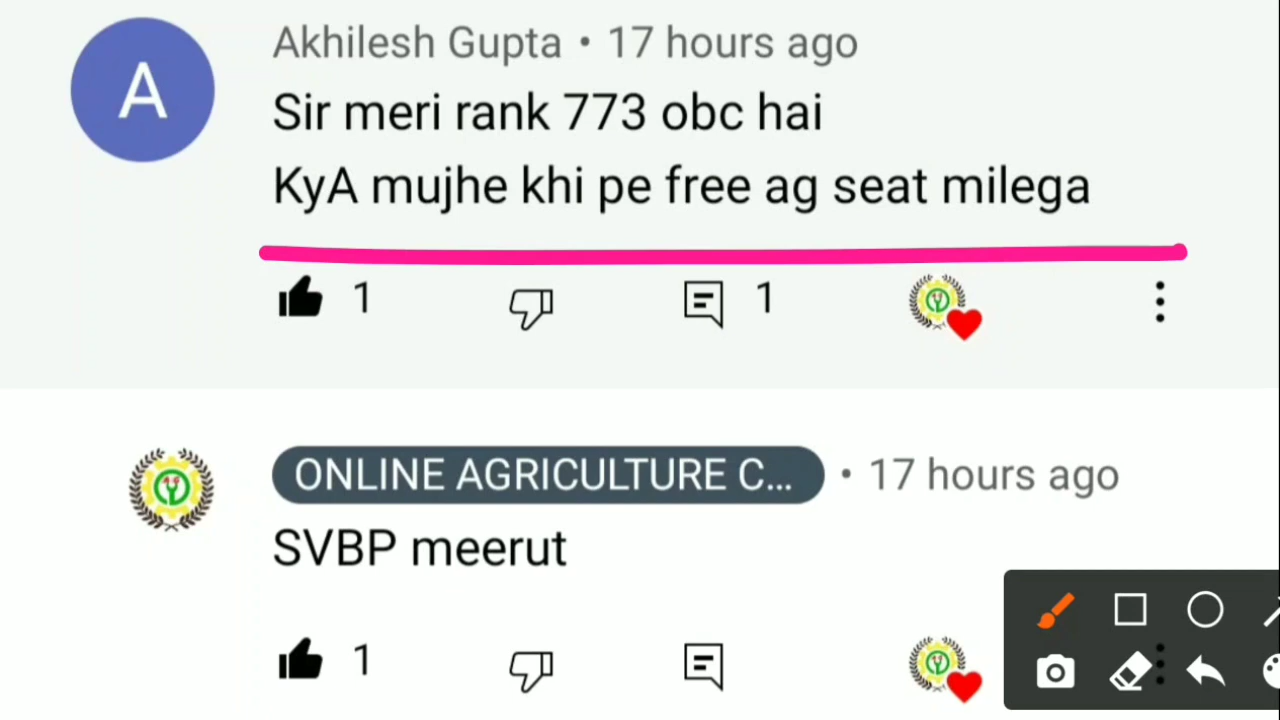 A
Akhilesh Gupta • 17 hours ago
Sir meri rank 773 obc hai
KyA mujhe khi pe free ag seat milega
1 1
ONLINE AGRICULTURE C... • 17 hours ago
SVBP meerut
1